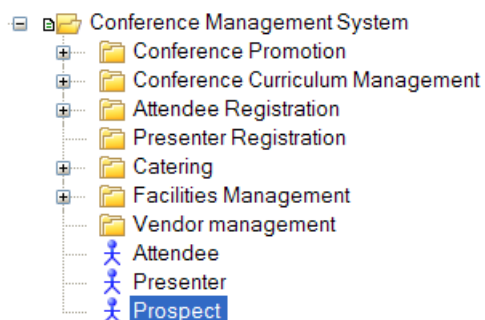 Conference Management System
Conference Promotion
Conference Curriculum Management
Attendee Registration
Presenter Registration
Catering
Facilities Management
Vendor management
Attendee
Presenter
Prospect